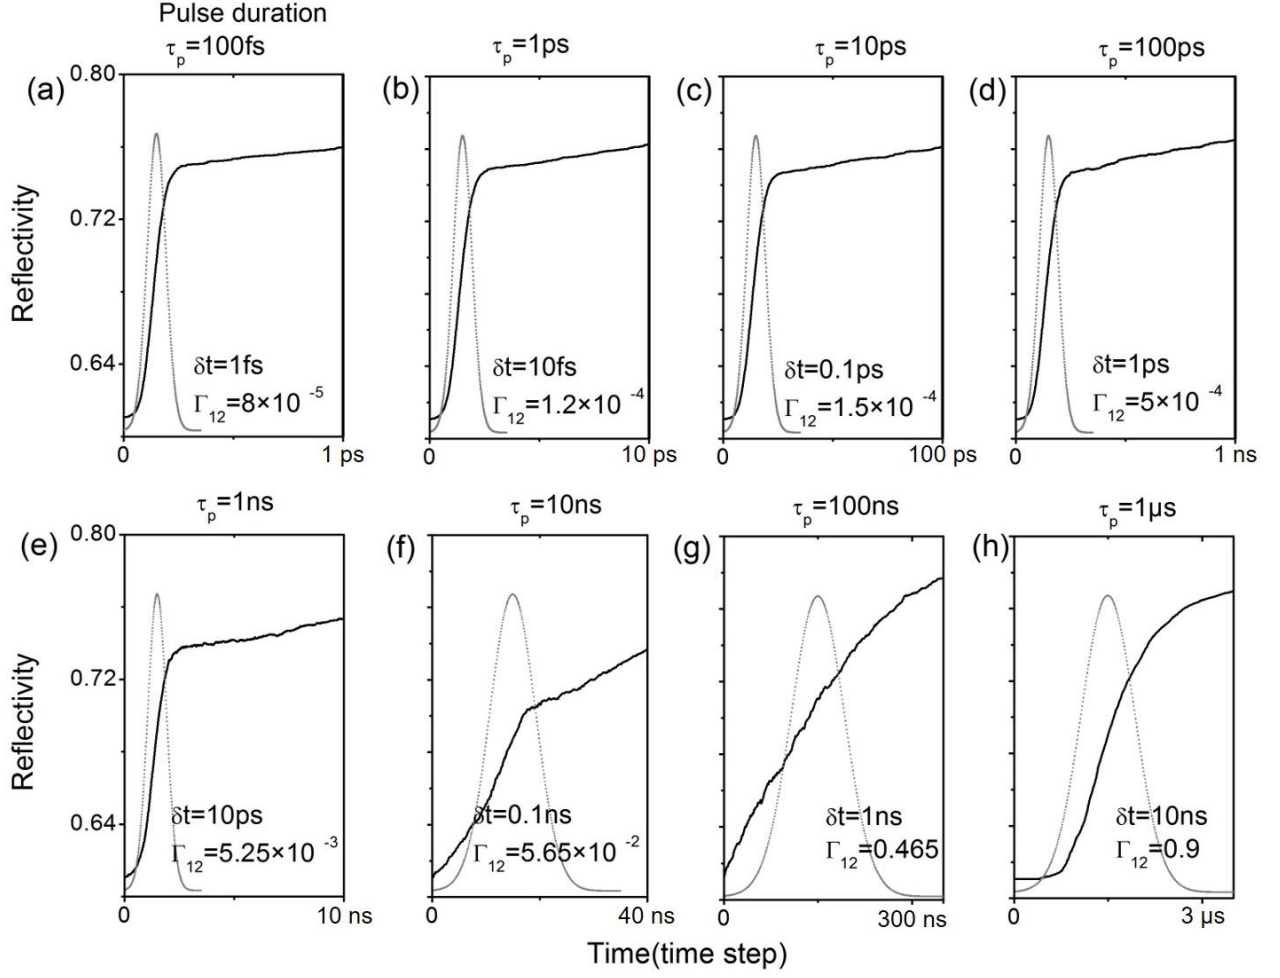 Pulse duration
τp=100fs
τp=1ps
τp=10ps
τp=100ps
(a)
(b)
(c)
(d)
0.80
0.72
0.64
Reflectivity
δt=1fs
Γ12=8×10 -5
δt=10fs
Γ12=1.2×10 -4
δt=0.1ps
Γ12=1.5×10 -4
δt=1ps
Γ12=5×10 -4
0
1 ps
0
10 ps
0
100 ps
0
1 ns
τp=1ns
τp=10ns
τp=100ns
τp=1µs
(e)
(f)
(g)
(h)
0.80
0.72
0.64
Reflectivity
δt=10ps
Γ12=5.25×10 -3
δt=0.1ns
Γ12=5.65×10 -2
δt=1ns
Γ12=0.465
δt=10ns
Γ12=0.9
0
10 ns
0
40 ns
0
300 ns
0
3 µs
Time(time step)